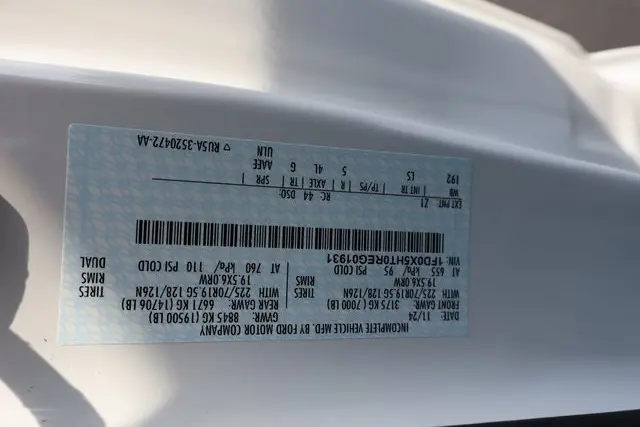 INCOMPLETE VEHICLE MFD. BY FORD MOTOR COMPANY
DATE: 11/24 GVWR: 8845 KG (19500 LB)
FRONT GAWR: 3175 KG (7000 LB) REAR GAWR: 6671 KG (14706 LB)
WITH 225/70R19.5G 128/126N TIRES WITH 225/70R19.5G 128/126N TIRES
19.5X6.0RW RIMS 19.5X6.0RW RIMS
AT 655 kPa/ 95 PSI COLD AT 760 kPa/ 110 PSI COLD DUAL
VIN: 1FDOX5HT0REG01931
EXT PNT: Z1 RC: 44 DSO:
WB INT TR TP/PS R AXLE TR SPR
192 LS 5 4L G AAEE
ULN
▽ RU5A-3520472-AA